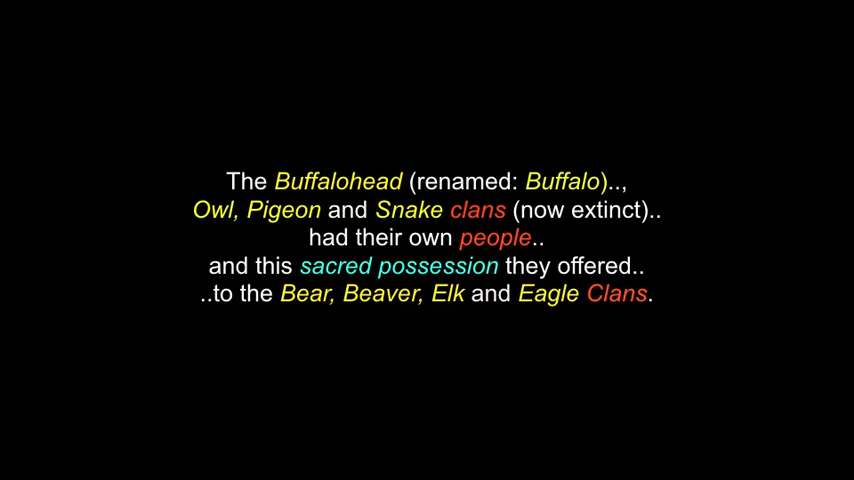 The Buffalohead (renamed: Buffalo)..,
Owl, Pigeon and Snake clans (now extinct)..
had their own people..
and this sacred possession they offered..
..to the Bear, Beaver, Elk and Eagle Clans.